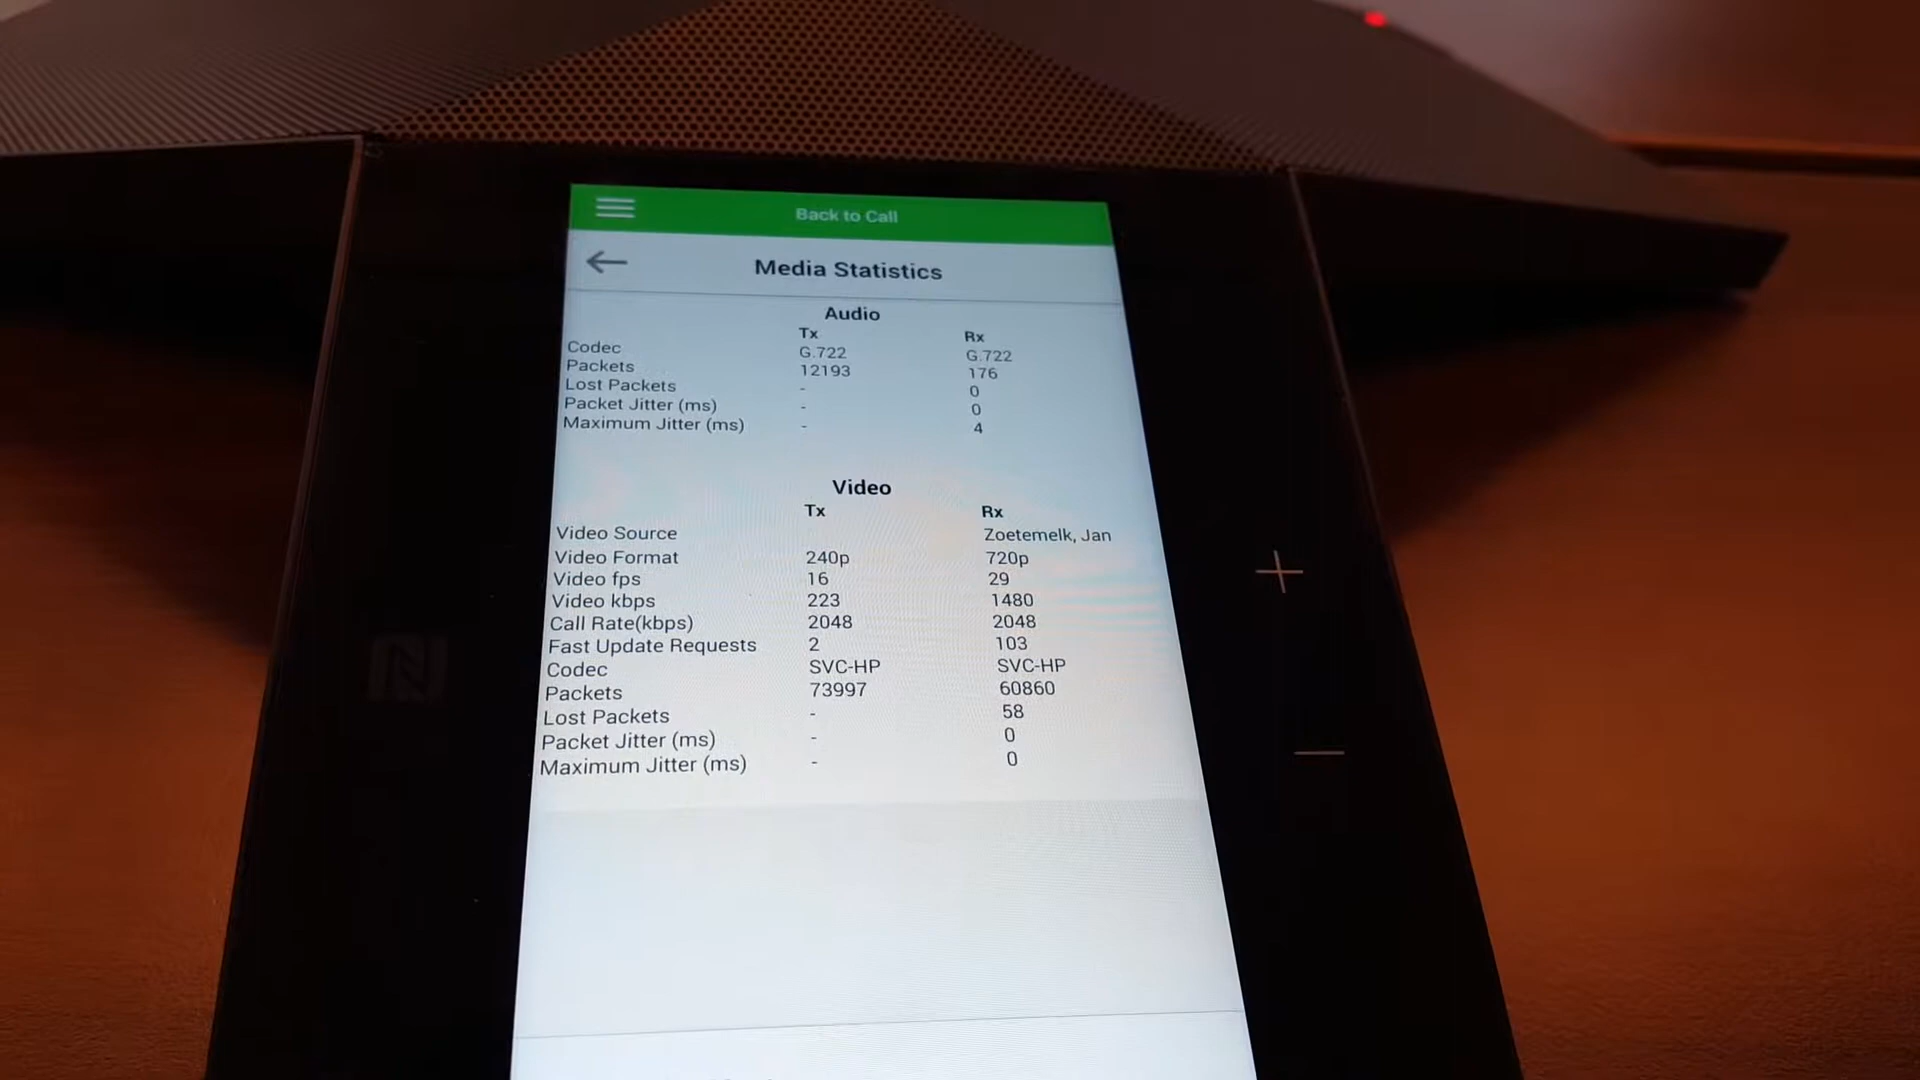 Back to Call
Media Statistics
Audio
Tx Rx
Codec G.722 G.722
Packets 12193 176
Lost Packets - 0
Packet Jitter (ms) - 0
Maximum Jitter (ms) - 4
Video
Tx Rx
Video Source Zoetemelk, Jan
Video Format 240p 720p
Video fps 16 29
Video kbps 223 1480
Call Rate(kbps) 2048 2048
Fast Update Requests 2 103
Codec SVC-HP SVC-HP
Packets 73997 60860
Lost Packets - 58
Packet Jitter (ms) - 0
Maximum Jitter (ms) - 0